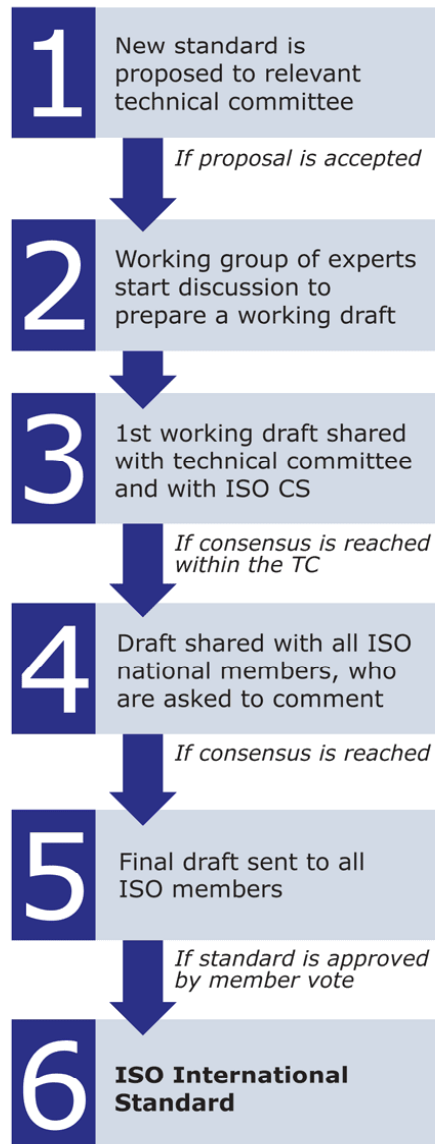 1
New standard is
proposed to relevant
technical committee
If proposal is accepted
2
Working group of experts
start discussion to
prepare a working draft
3
1st working draft shared
with technical committee
and with ISO CS
If consensus is reached
within the TC
4
Draft shared with all ISO
national members, who
are asked to comment
If consensus is reached
5
Final draft sent to all
ISO members
If standard is approved
by member vote
6
ISO International
Standard